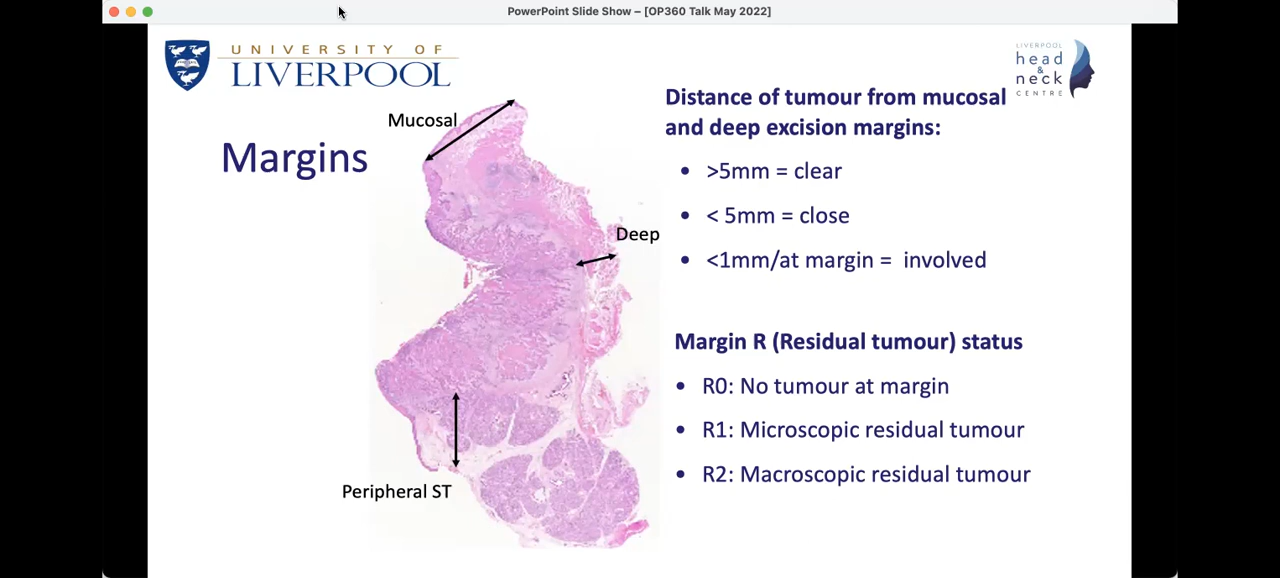 PowerPoint Slide Show – [OP360 Talk May 2022]
UNIVERSITY OF
LIVERPOOL
LIVERPOOL
head
&
neck
CENTRE
Margins
Mucosal
Deep
Peripheral ST
Distance of tumour from mucosal
and deep excision margins:
• >5mm = clear
• < 5mm = close
• <1mm/at margin = involved
Margin R (Residual tumour) status
• R0: No tumour at margin
• R1: Microscopic residual tumour
• R2: Macroscopic residual tumour